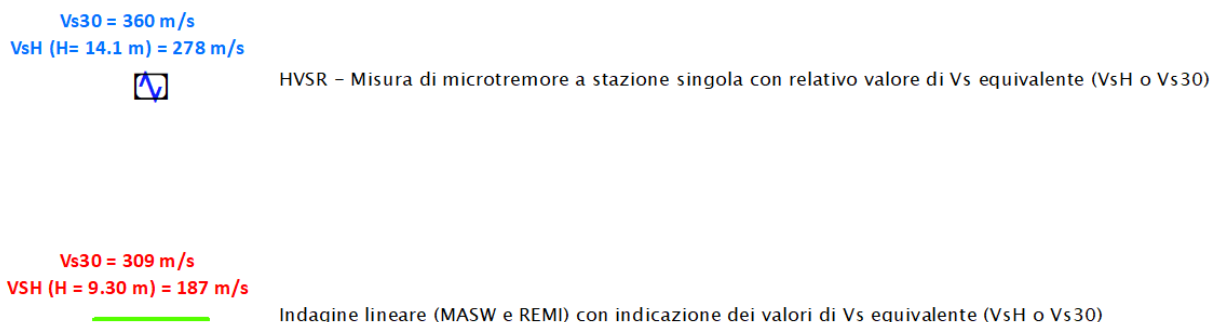 Vs30 = 360 m/s
VsH (H= 14.1 m) = 278 m/s
HVSR – Misura di microtremore a stazione singola con relativo valore di Vs equivalente (VsH o Vs30)
Vs30 = 309 m/s
VSH (H = 9.30 m) = 187 m/s
Indagine lineare (MASW e REMI) con indicazione dei valori di Vs equivalente (VsH o Vs30)